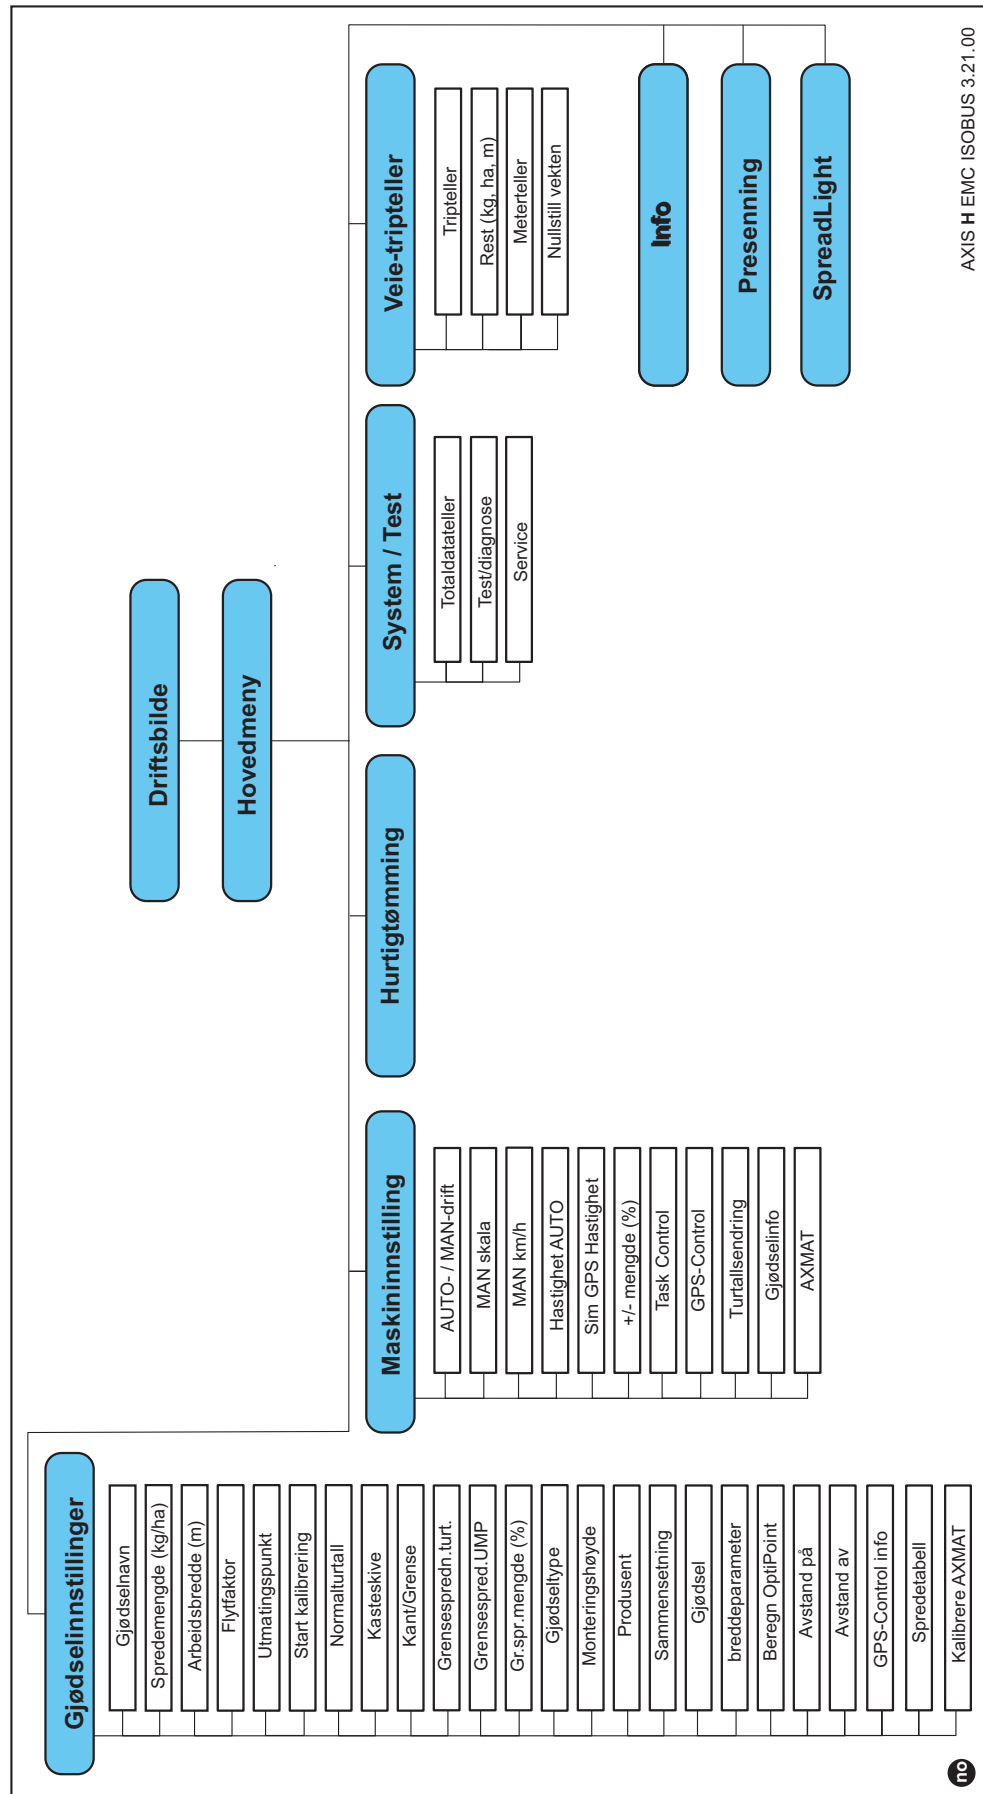 Driftsbilde
Hovedmeny
Gjødselinnstillinger
Gjødselnavn
Spredemengde (kg/ha)
Arbeidsbredde (m)
Flytfaktor
Utmatingspunkt
Start kalibrering
Normalturtall
Kasteskive
Kant/Grense
Grensespredn.turt.
Grensespred.UMP
Gr.spr.mengde (%)
Gjødseltype
Monteringshøyde
Produsent
Sammensetning
Gjødsel
breddeparameter
Beregn OptiPoint
Avstand på
Avstand av
GPS-Control info
Spredetabell
Kalibrere AXMAT
Maskininnstilling
AUTO- / MAN-drift
MAN skala
MAN km/h
Hastighet AUTO
Sim GPS Hastighet
+/- mengde (%)
Task Control
GPS-Control
Turtallsendring
Gjødselinfo
AXMAT
Hurtigtømming
System / Test
Totaldatateller
Test/diagnose
Service
Veie-tripteller
Tripteller
Rest (kg, ha, m)
Meterteller
Nullstill vekten
Info
Presenning
SpreadLight
no
AXIS H EMC ISOBUS 3.21.00